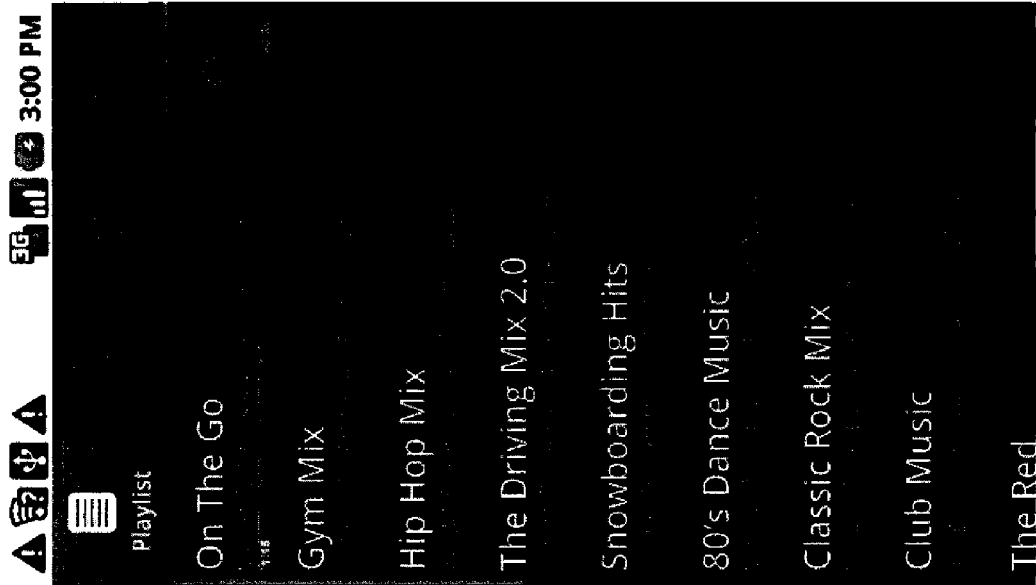 3G 3:00 PM
Playlist
On The Go
Gym Mix
Hip Hop Mix
The Driving Mix 2.0
Snowboarding Hits
80's Dance Music
Classic Rock Mix
Club Music
The Red